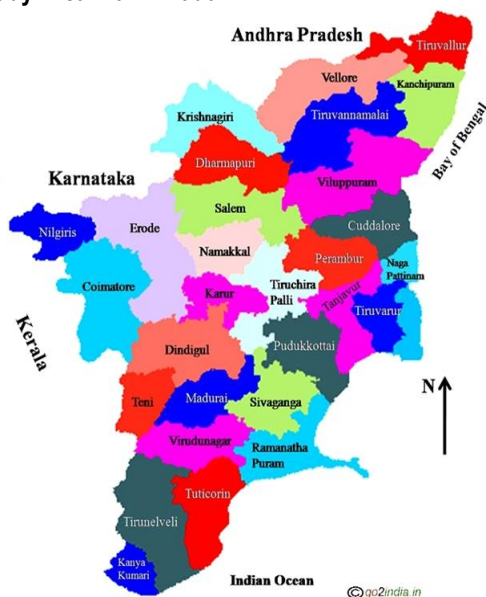 Andhra Pradesh
Tiruvallur
Vellore
Kanchipuram
Krishnagiri
Tiruvannamalai
Bay of Bengal
Dharmapuri
Karnataka
Viluppuram
Salem
Nilgiris
Erode
Cuddalore
Namakkal
Perambur
Coimatore
Naga
Pattinam
Karur
Tiruchira
Palli
Tanjavur
Tiruvarur
Kerala
Dindigul
Pudukkottai
N
Teni
Madurai
Sivaganga
Virudunagar
Ramanatha
Puram
Tuticorin
Tirunelveli
Kanya
Kumari
Indian Ocean
© go2india.in